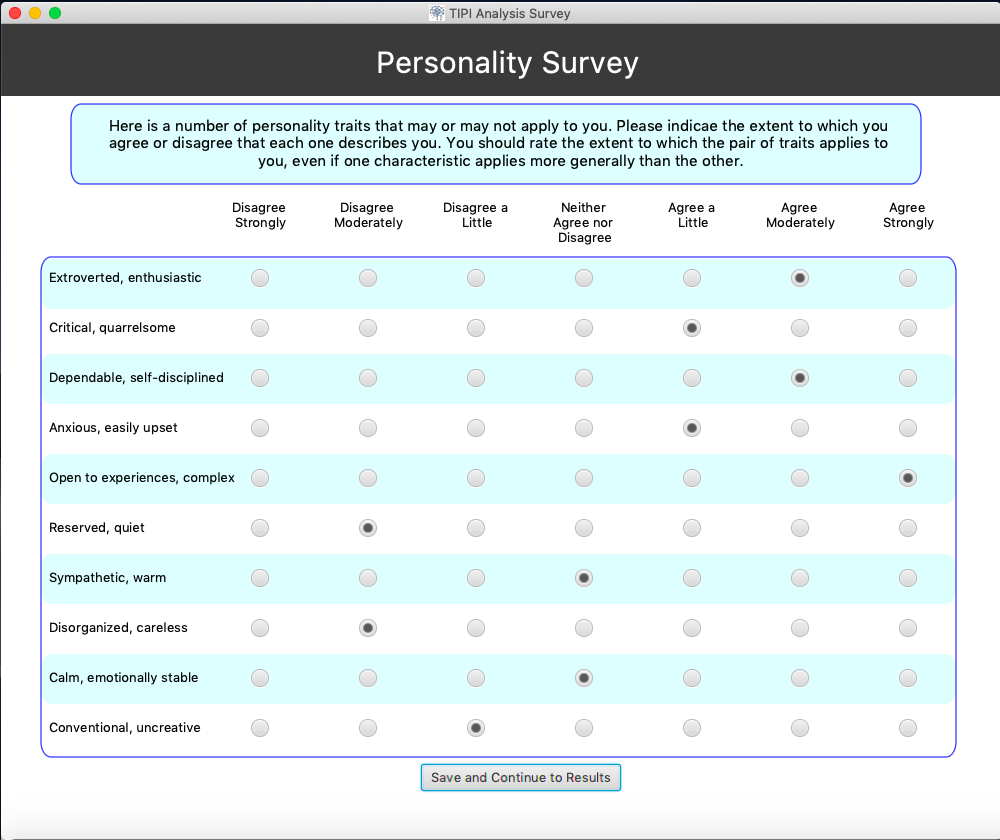 TIPI Analysis Survey
Personality Survey
Here is a number of personality traits that may or may not apply to you. Please indicae the extent to which you
agree or disagree that each one describes you. You should rate the extent to which the pair of traits applies to
you, even if one characteristic applies more generally than the other.
Disagree Strongly
Disagree Moderately
Disagree a Little
Neither Agree nor Disagree
Agree a Little
Agree Moderately
Agree Strongly
Extroverted, enthusiastic
Critical, quarrelsome
Dependable, self-disciplined
Anxious, easily upset
Open to experiences, complex
Reserved, quiet
Sympathetic, warm
Disorganized, careless
Calm, emotionally stable
Conventional, uncreative
Save and Continue to Results